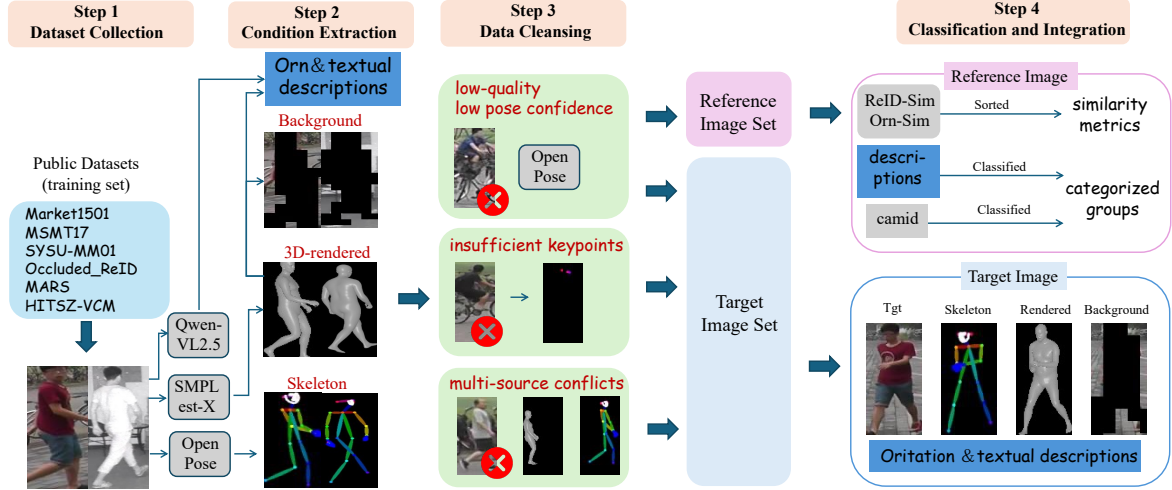 Step 1
Dataset Collection
Step 2
Condition Extraction
Step 3
Data Cleansing
Step 4
Classification and Integration
Public Datasets
(training set)
Market1501
MSMT17
SYSU-MM01
Occluded_ReID
MARS
HITSZ-VCM
Qwen-
VL2.5
SMPL
est-X
Open
Pose
Orn&textual
descriptions
Background
3D-rendered
Skeleton
low-quality
low pose confidence
Open
Pose
insufficient keypoints
multi-source conflicts
Reference
Image Set
Target
Image Set
Reference Image
ReID-Sim
Orn-Sim
Sorted
similarity
metrics
descri-
ptions
Classified
camid
Classified
categorized
groups
Target Image
Tgt
Skeleton
Rendered
Background
Oritation &textual descriptions